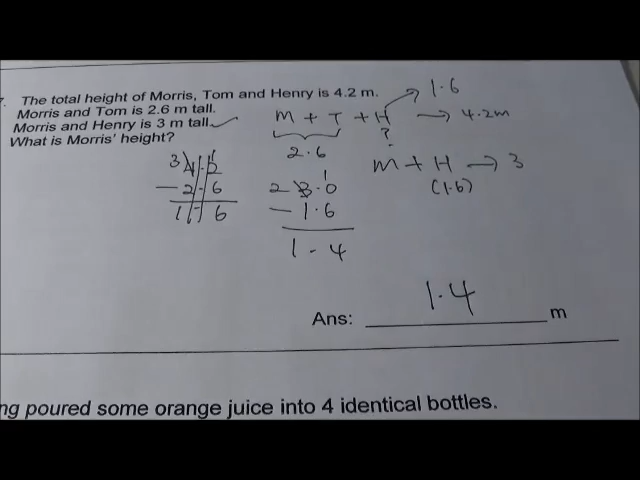 7. The total height of Morris, Tom and Henry is 4.2 m.
Morris and Tom is 2.6 m tall.
Morris and Henry is 3 m tall.
What is Morris' height?
1.6
M + T + H → 4.2m
?
2.6
M + H → 3
(1.6)
3 1
4.2
- 2.6
1.6
2 1
3.0
- 1.6
1.4
1.4
Ans: ____________ m
ng poured some orange juice into 4 identical bottles.